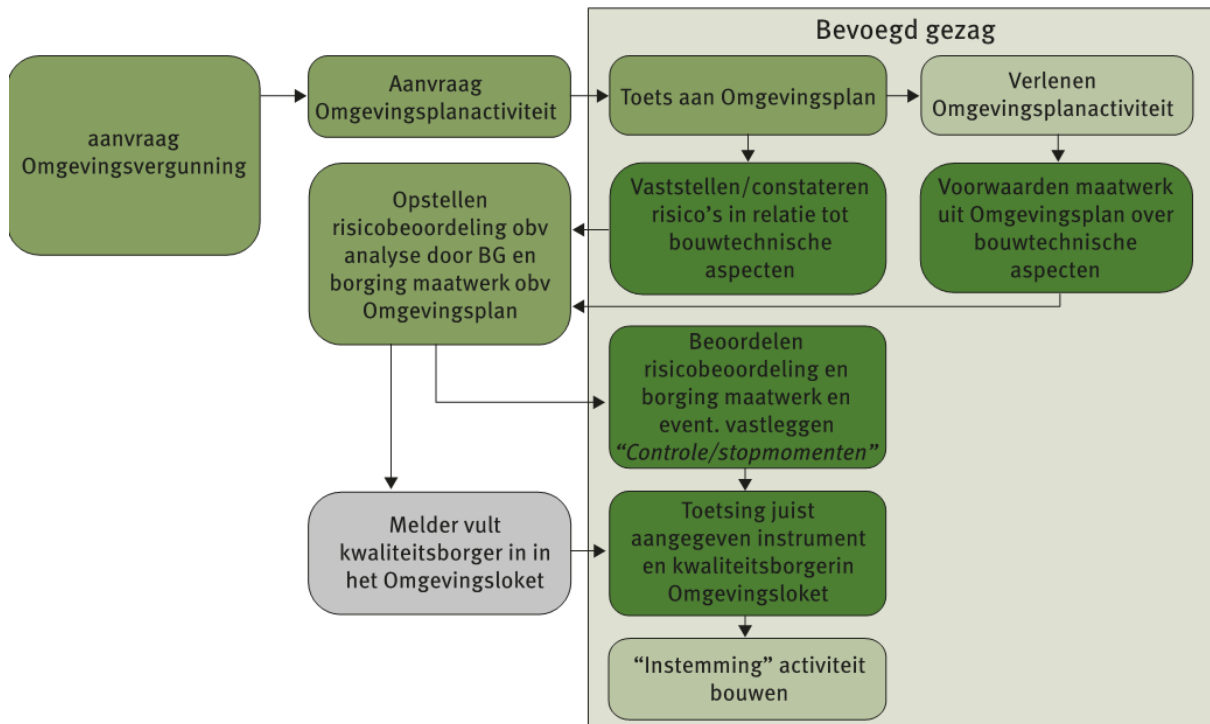 Bevoegd gezag
aanvraag
Omgevingsvergunning
Aanvraag
Omgevingsplanactiviteit
Toets aan Omgevingsplan
Verlenen
Omgevingsplanactiviteit
Opstellen
risicobeoordeling obv
analyse door BG en
borging maatwerk obv
Omgevingsplan
Vaststellen/constateren
risico's in relatie tot
bouwtechnische
aspecten
Voorwaarden maatwerk
uit Omgevingsplan over
bouwtechnische
aspecten
Beoordelen
risicobeoordeling en
borging maatwerk en
event. vastleggen
“Controle/stopmomenten”
Melder vult
kwaliteitsborger in in
het Omgevingsloket
Toetsing juist
aangegeven instrument
en kwaliteitsborgerin
Omgevingsloket
“Instemming” activiteit
bouwen